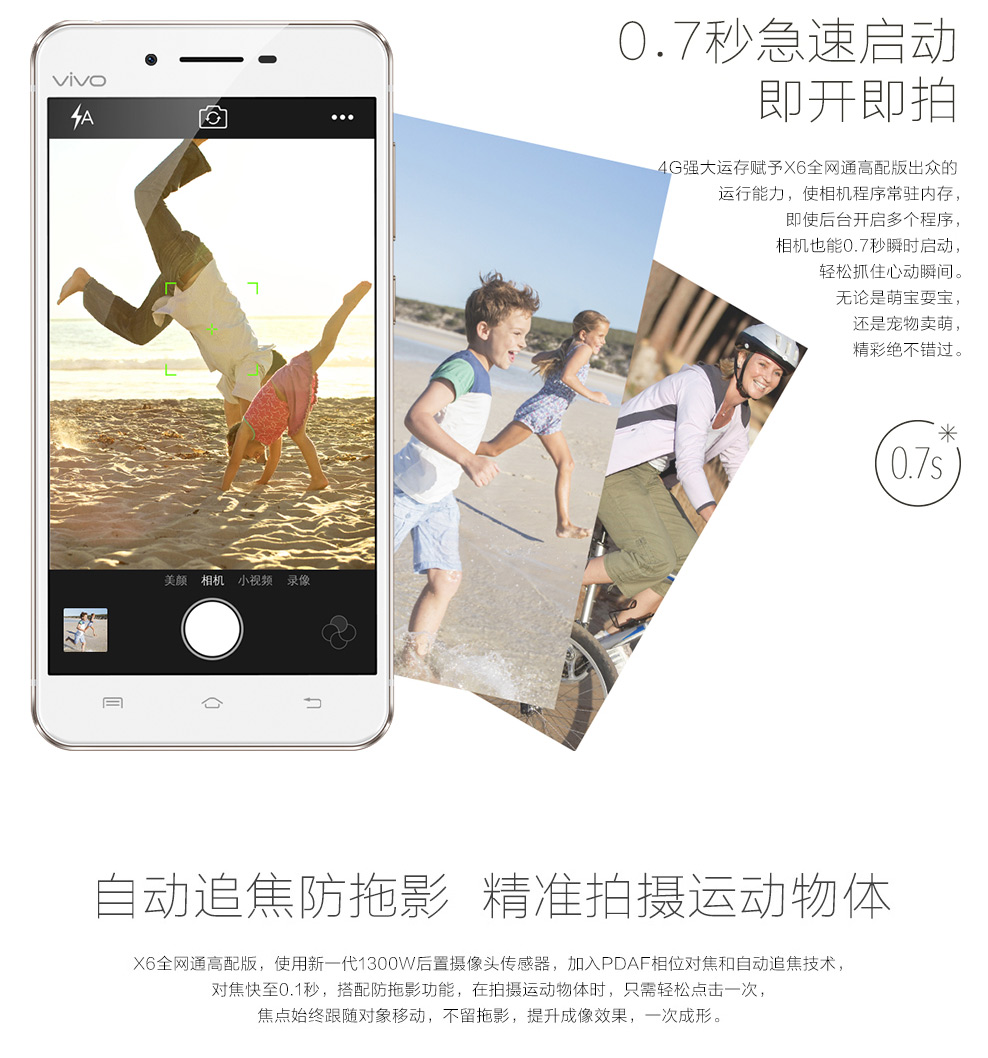 0.7秒急速启动
即开即拍
4G强大运存赋予X6全网通高配版出众的
运行能力，使相机程序常驻内存，
即使后台开启多个程序，
相机也能0.7秒瞬时启动，
轻松抓住心动瞬间。
无论是萌宝耍宝，
还是宠物卖萌，
精彩绝不错过。
0.7s*
vivo
A
美颜 相机 小视频 录像
自动追焦防拖影 精准拍摄运动物体
X6全网通高配版，使用新一代1300W后置摄像头传感器，加入PDAF相位对焦和自动追焦技术，
对焦快至0.1秒，搭配防拖影功能，在拍摄运动物体时，只需轻松点击一次，
焦点始终跟随对象移动，不留拖影，提升成像效果，一次成形。